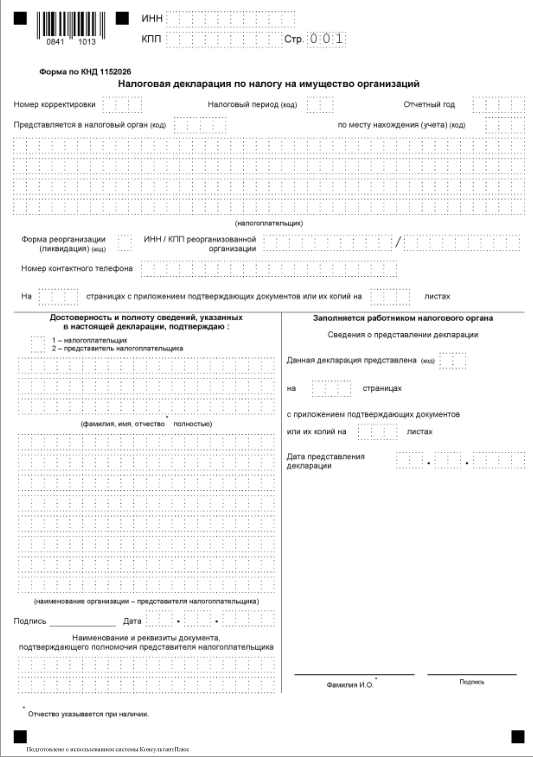 ИНН
0841 1013
КПП Стр. 001
Форма по КНД 1152026
Налоговая декларация по налогу на имущество организаций
Номер корректировки Налоговый период (код) Отчетный год
Представляется в налоговый орган (код) по месту нахождения (учета) (код)
(налогоплательщик)
Форма реорганизации (ликвидация) (код) ИНН / КПП реорганизованной организации /
Номер контактного телефона
На страницах с приложением подтверждающих документов или их копий на листах
Достоверность и полноту сведений, указанных
в настоящей декларации, подтверждаю :
1 – налогоплательщик
2 – представитель налогоплательщика
(фамилия, имя, отчество * полностью)
(наименование организации – представителя налогоплательщика)
Подпись Дата . .
Наименование и реквизиты документа,
подтверждающего полномочия представителя налогоплательщика
Заполняется работником налогового органа
Сведения о представлении декларации
Данная декларация представлена (код)
на страницах
с приложением подтверждающих документов
или их копий на листах
Дата представления
декларации . .
Фамилия И.О. * Подпись
* Отчество указывается при наличии.
Подготовлено с использованием системы КонсультантПлюс